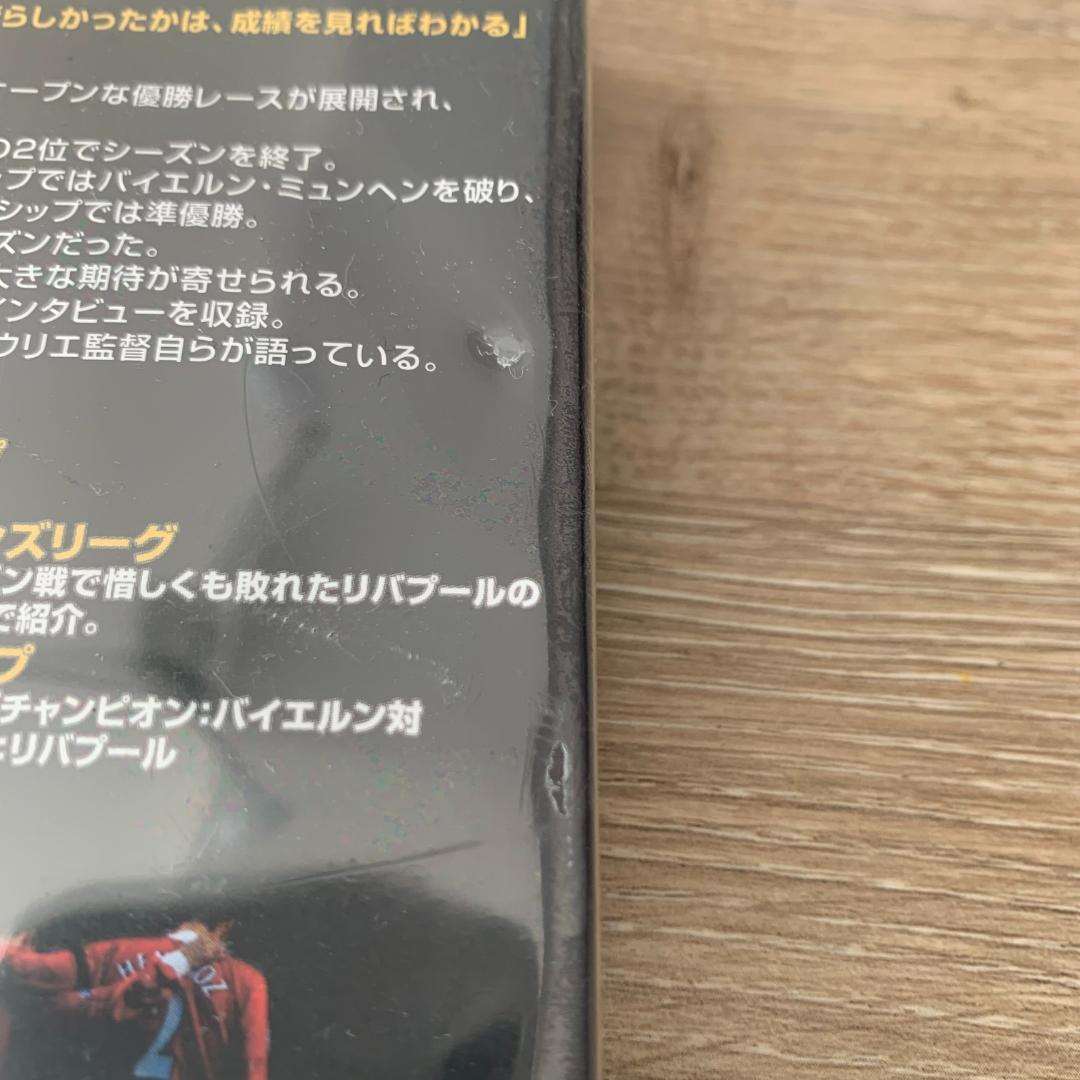 らしかったかは、成績を見ればわかる」
ープンな優勝レースが展開され、
の2位でシーズンを終了。
ップではバイエルン・ミュンヘンを破り、
シップでは準優勝。
ズンだった。
大きな期待が寄せられる。
インタビューを収録。
ウリエ監督自らが語っている。
プ
ズリーグ
ン戦で惜しくも敗れたリバプールの
で紹介。
プ
チャンピオン:バイエルン対
:リバプール
7